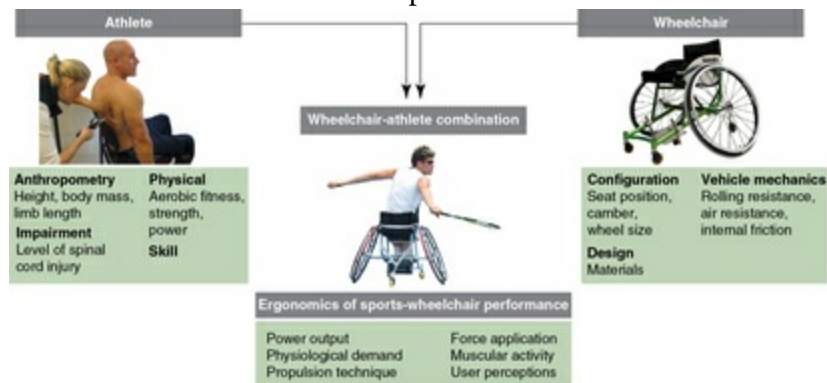 Athlete
Wheelchair
Wheelchair-athlete combination
Anthropometry
Height, body mass,
limb length
Impairment
Level of spinal
cord injury
Physical
Aerobic fitness,
strength,
power
Skill
Configuration
Seat position,
camber,
wheel size
Design
Materials
Vehicle mechanics
Rolling resistance,
air resistance,
internal friction
Ergonomics of sports-wheelchair performance
Power output
Physiological demand
Propulsion technique
Force application
Muscular activity
User perceptions